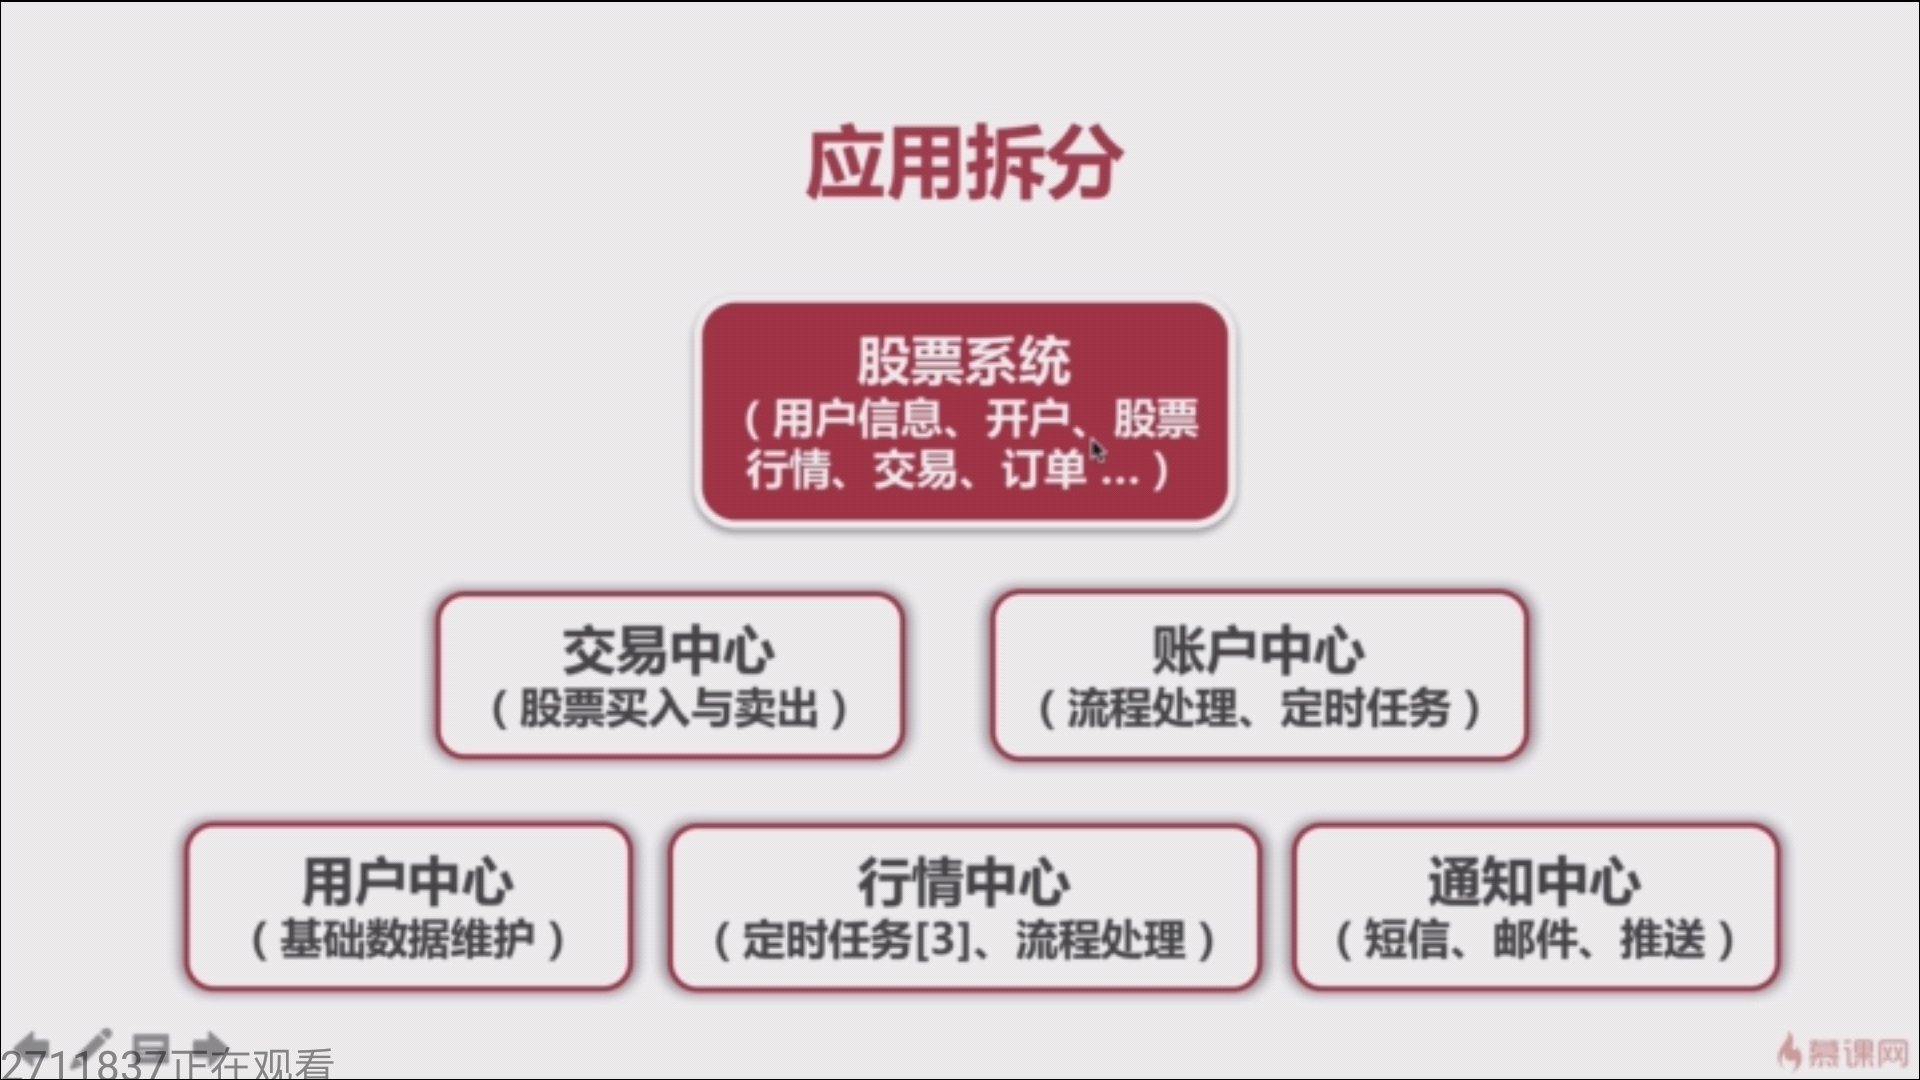 应用拆分
股票系统
（用户信息、开户、股票
行情、交易、订单 ...）
交易中心
（股票买入与卖出）
账户中心
（流程处理、定时任务）
用户中心
（基础数据维护）
行情中心
（定时任务[3]、流程处理）
通知中心
（短信、邮件、推送）
2711837正在观看
慕课网